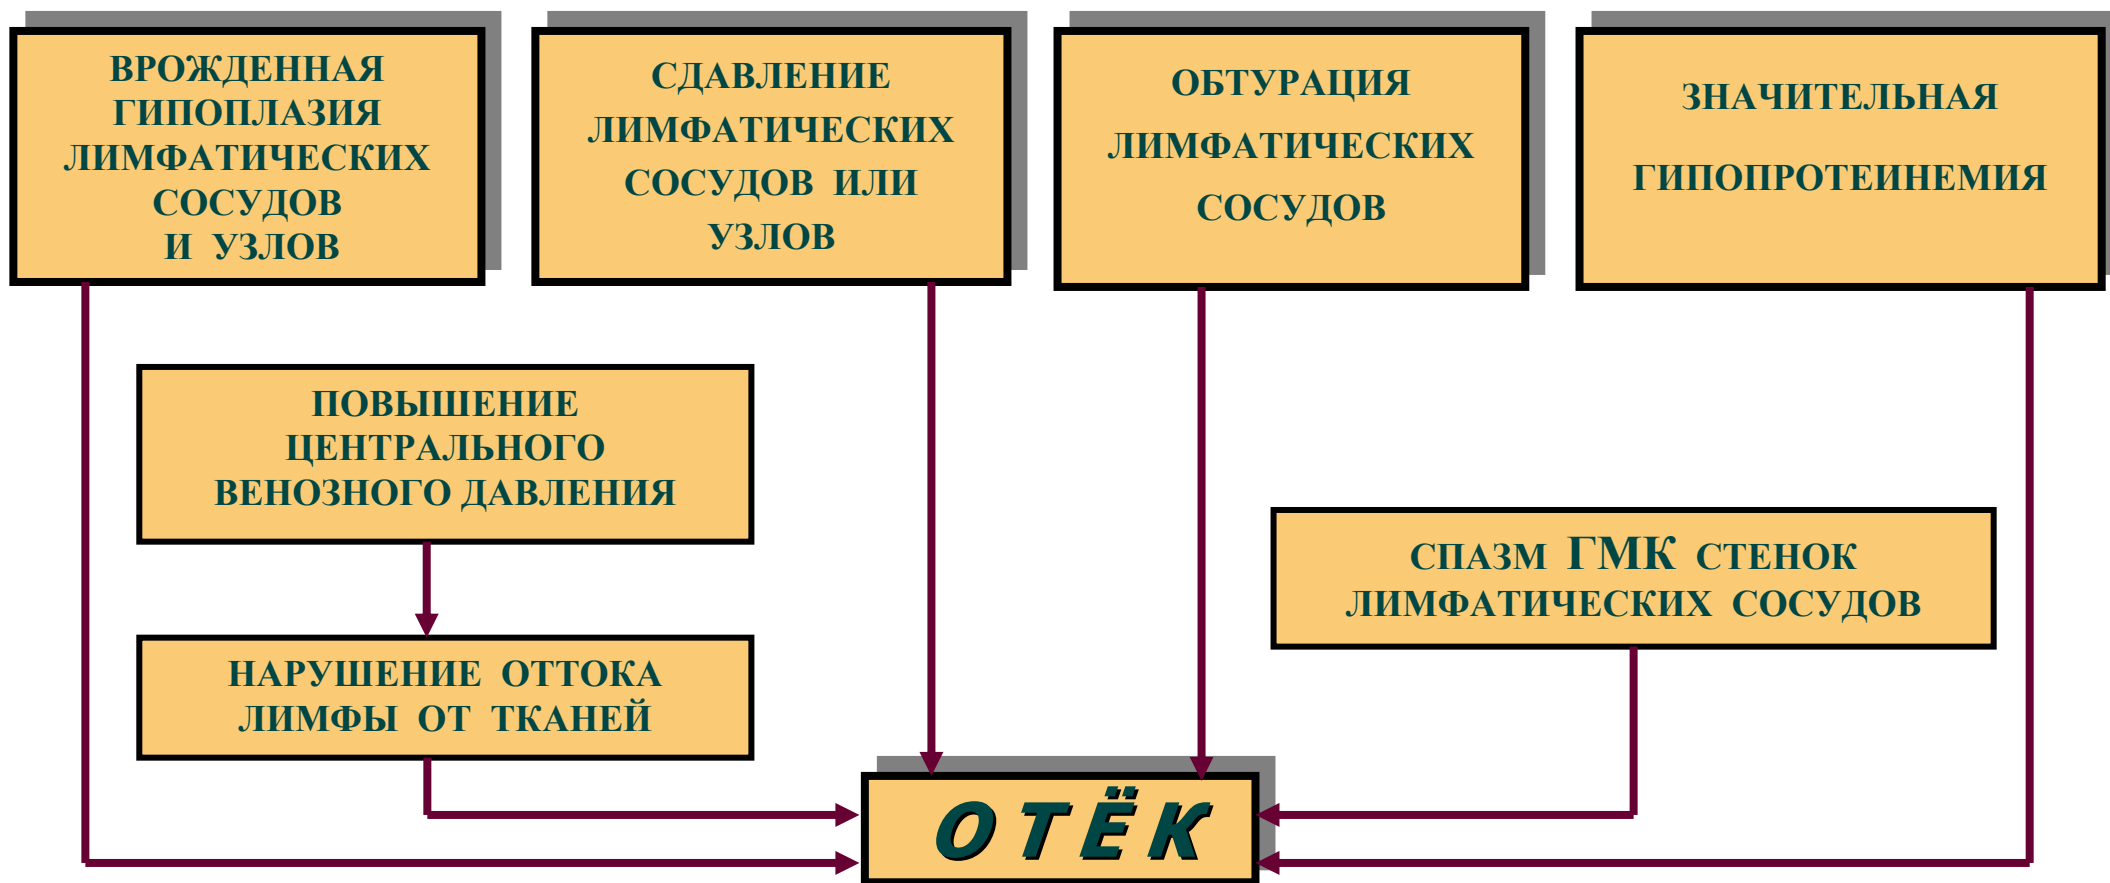 ВРОЖДЕННАЯ
ГИПОПЛАЗИЯ
ЛИМФАТИЧЕСКИХ
СОСУДОВ
И УЗЛОВ
СДАВЛЕНИЕ
ЛИМФАТИЧЕСКИХ
СОСУДОВ ИЛИ
УЗЛОВ
ОБТУРАЦИЯ
ЛИМФАТИЧЕСКИХ
СОСУДОВ
ЗНАЧИТЕЛЬНАЯ
ГИПОПРОТЕИНЕМИЯ
ПОВЫШЕНИЕ
ЦЕНТРАЛЬНОГО
ВЕНОЗНОГО ДАВЛЕНИЯ
СПАЗМ ГМК СТЕНОК
ЛИМФАТИЧЕСКИХ СОСУДОВ
НАРУШЕНИЕ ОТТОКА
ЛИМФЫ ОТ ТКАНЕЙ
ОТЁК